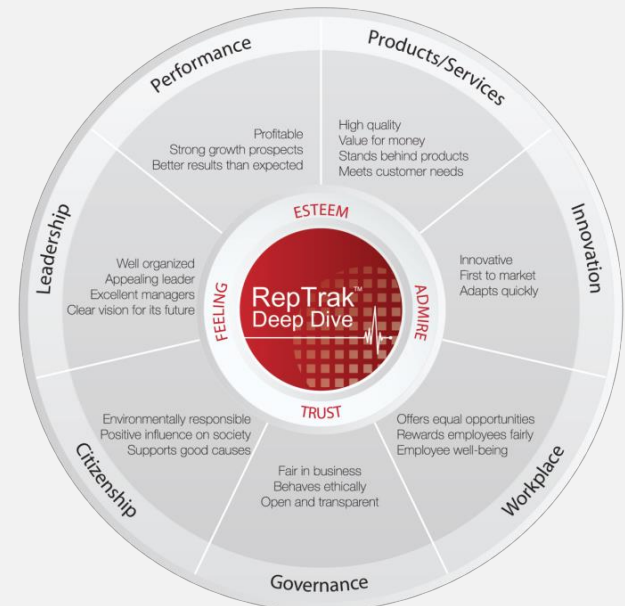 Performance
Profitable
Strong growth prospects
Better results than expected
Products/Services
High quality
Value for money
Stands behind products
Meets customer needs
Innovation
Innovative
First to market
Adapts quickly
Workplace
Offers equal opportunities
Rewards employees fairly
Employee well-being
Governance
Fair in business
Behaves ethically
Open and transparent
Citizenship
Environmentally responsible
Positive influence on society
Supports good causes
Leadership
Well organized
Appealing leader
Excellent managers
Clear vision for its future
ESTEEM
ADMIRE
TRUST
FEELING
RepTrak™
Deep Dive